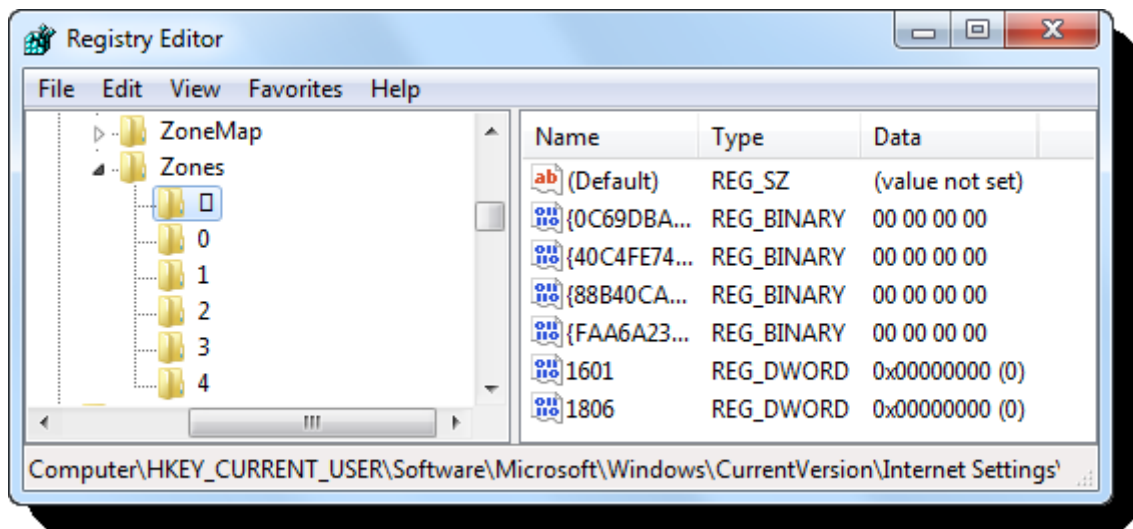 Registry Editor
File Edit View Favorites Help
ZoneMap
Zones
0
1
2
3
4
Name Type Data
(Default) REG_SZ (value not set)
{0C69DBA... REG_BINARY 00 00 00 00
{40C4FE74... REG_BINARY 00 00 00 00
{88B40CA... REG_BINARY 00 00 00 00
{FAA6A23... REG_BINARY 00 00 00 00
1601 REG_DWORD 0x00000000 (0)
1806 REG_DWORD 0x00000000 (0)
Computer\HKEY_CURRENT_USER\Software\Microsoft\Windows\CurrentVersion\Internet Settings\